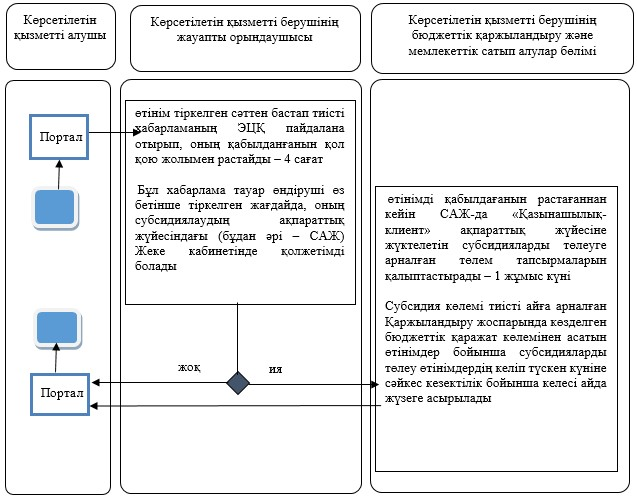 Көрсетілетін
қызметті алушы
Көрсетілетін қызметті берушінің
жауапты орындаушысы
Көрсетілетін қызметті берушінің
бюджеттік қаржыландыру және
мемлекеттік сатып алулар бөлімі
Портал
өтінім тіркелген сәттен бастап тиісті
хабарламаның ЭЦҚ пайдалана
отырып, оның қабылданғанын қол
қою жолымен растайды – 4 сағат
Бұл хабарлама тауар өндіруші өз
бетінше тіркелген жағдайда, оның
субсидиялаудың ақпараттық
жүйесіндағы (бұдан әрі – САЖ)
Жеке кабинетінде қолжетімді
болады
өтінімді қабылдағанын растағаннан
кейін САЖ-да «Қазынашылық-
клиент» ақпараттық жүйесіне
жүктелетін субсидияларды төлеуге
арналған төлем тапсырмаларын
қалыптастырады – 1 жұмыс күні
Субсидия көлемі тиісті айға арналған
Қаржыландыру жоспарында көзделген
бюджеттік қаражат көлемінен асатын
өтінімдер бойынша субсидияларды
төлеу өтінімдердің келіп түскен күніне
сәйкес кезектілік бойынша келесі айда
жүзеге асырылады
жоқ
ия
Портал